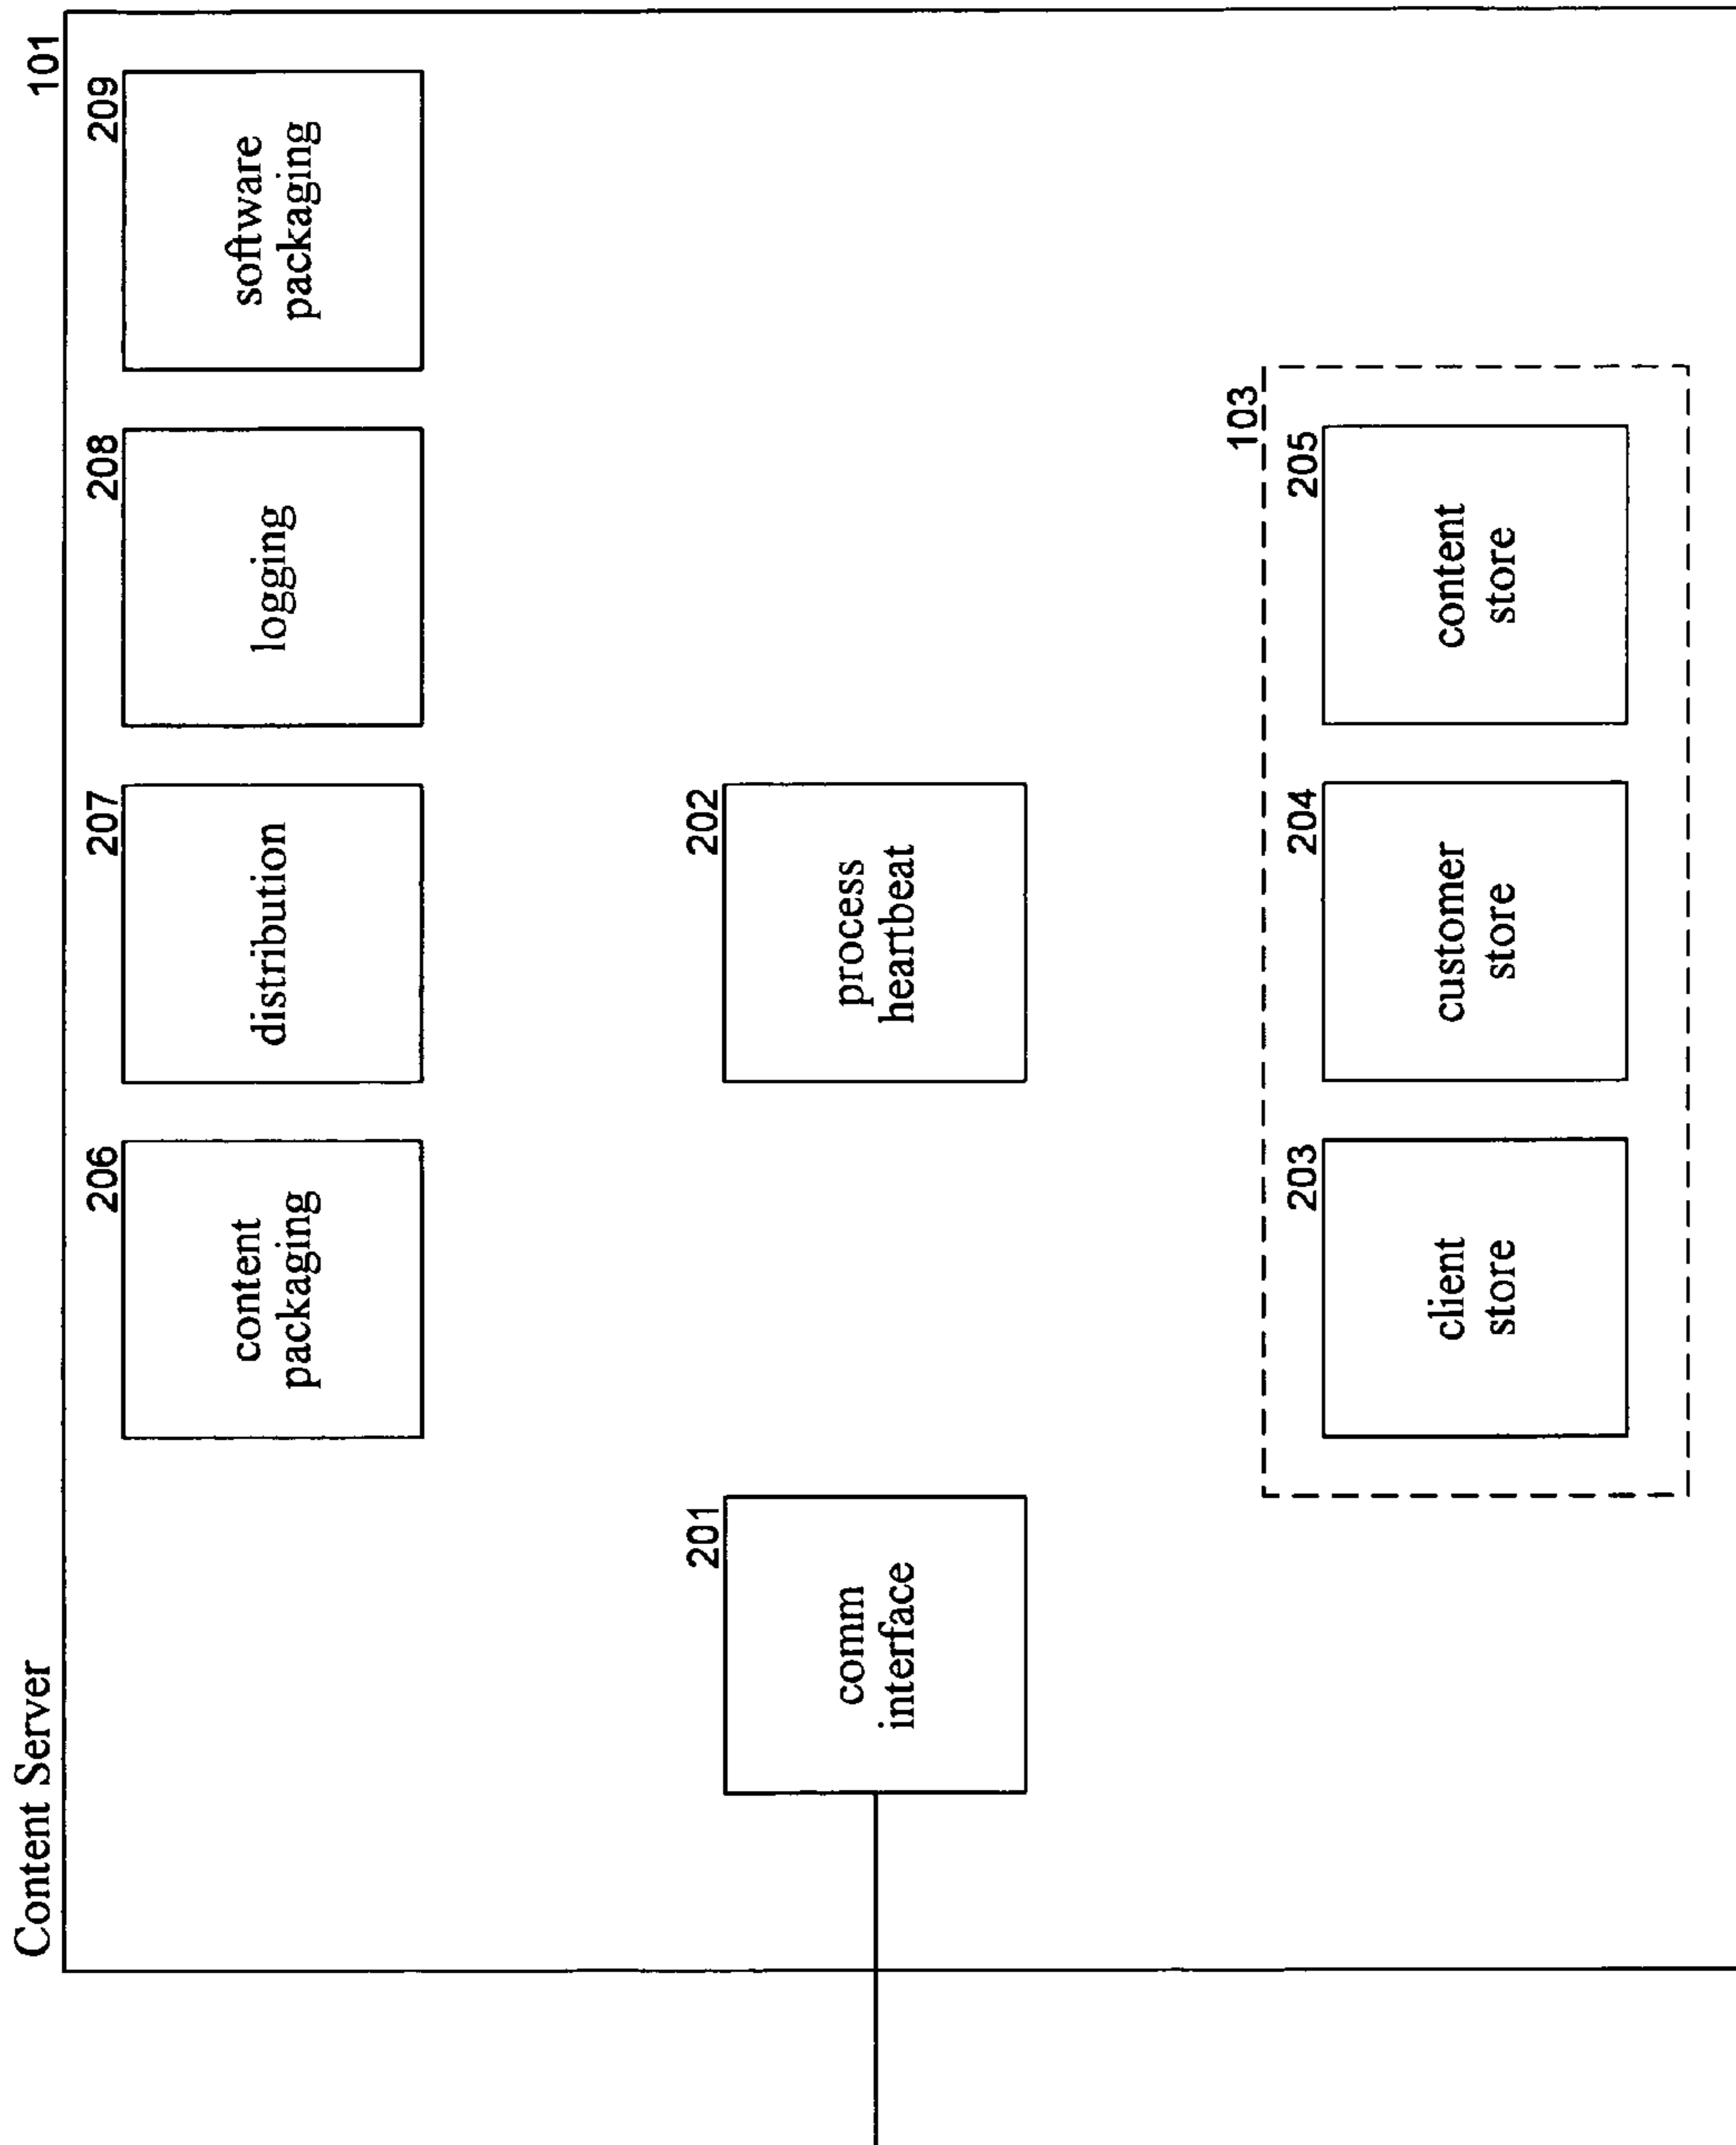 Content Server
101
206
content
packaging
207
distribution
208
logging
209
software
packaging
201
comm
interface
202
process
heartbeat
103
203
client
store
204
customer
store
205
content
store